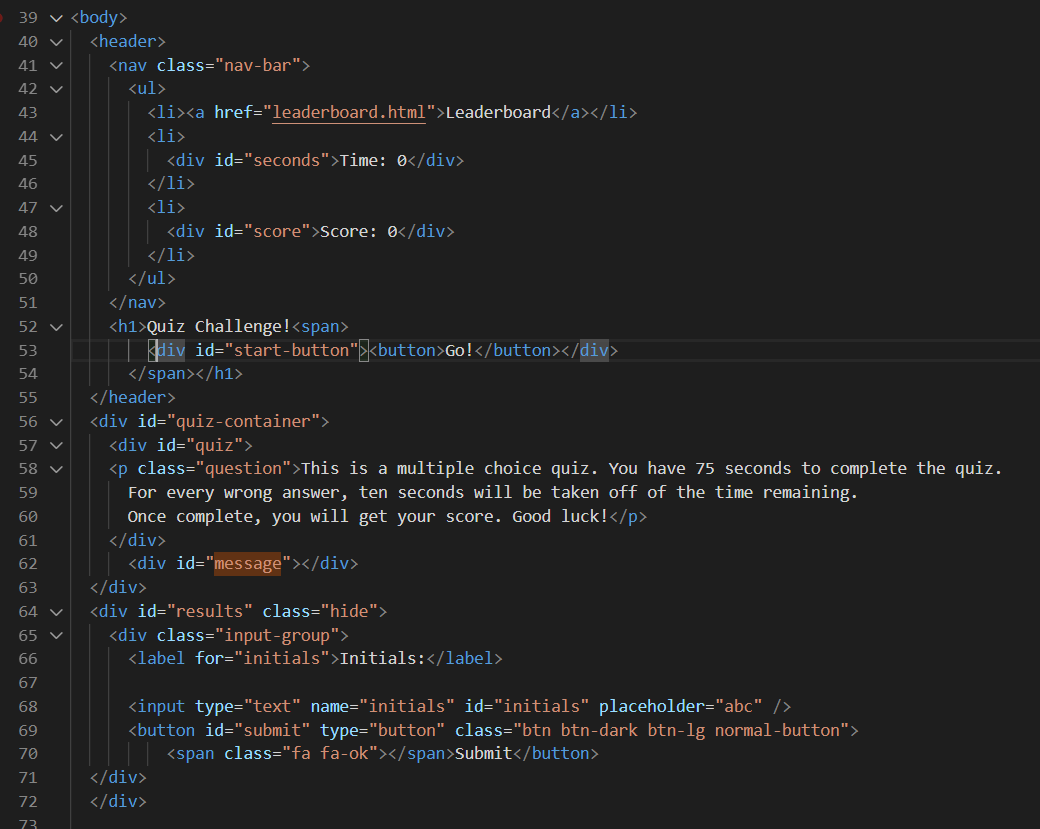 39 <body>
40 <header>
41 <nav class="nav-bar">
42 <ul>
43 <li><a href="leaderboard.html">Leaderboard</a></li>
44 <li>
45 <div id="seconds">Time: 0</div>
46 </li>
47 <li>
48 <div id="score">Score: 0</div>
49 </li>
50 </ul>
51 </nav>
52 <h1>Quiz Challenge!<span>
53 <div id="start-button"><button>Go!</button></div>
54 </span></h1>
55 </header>
56 <div id="quiz-container">
57 <div id="quiz">
58 <p class="question">This is a multiple choice quiz. You have 75 seconds to complete the quiz.
59 For every wrong answer, ten seconds will be taken off of the time remaining.
60 Once complete, you will get your score. Good luck!</p>
61 </div>
62 <div id="message"></div>
63 </div>
64 <div id="results" class="hide">
65 <div class="input-group">
66 <label for="initials">Initials:</label>
67
68 <input type="text" name="initials" id="initials" placeholder="abc" />
69 <button id="submit" type="button" class="btn btn-dark btn-lg normal-button">
70 <span class="fa fa-ok"></span>Submit</button>
71 </div>
72 </div>
73